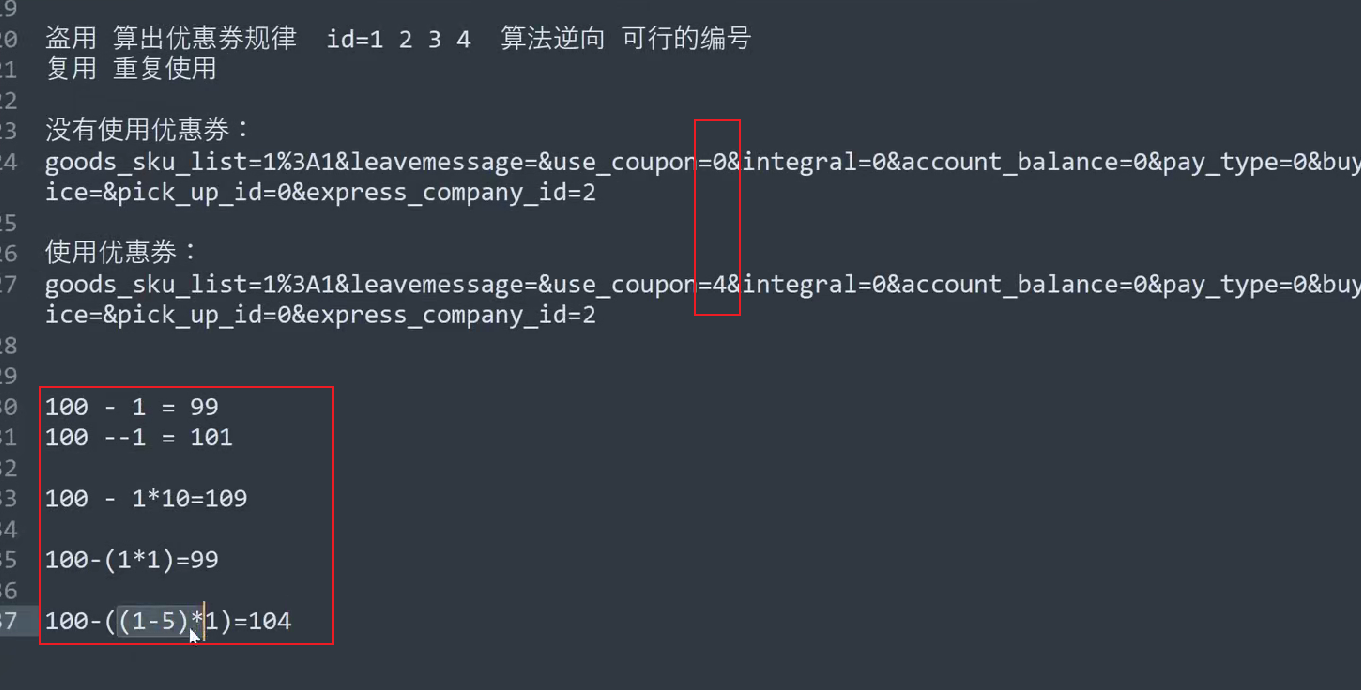 19
20 盗用 算出优惠券规律 id=1 2 3 4 算法逆向 可行的编号
21 复用 重复使用
22
23 没有使用优惠券：
24 goods_sku_list=1%3A1&leavemessage=&use_coupon=0&integral=0&account_balance=0&pay_type=0&buy
ice=&pick_up_id=0&express_company_id=2
25
26 使用优惠券：
27 goods_sku_list=1%3A1&leavemessage=&use_coupon=4&integral=0&account_balance=0&pay_type=0&buy
ice=&pick_up_id=0&express_company_id=2
28
29
30 100 - 1 = 99
31 100 --1 = 101
32
33 100 - 1*10=109
34
35 100-(1*1)=99
36
37 100-((1-5)*1)=104